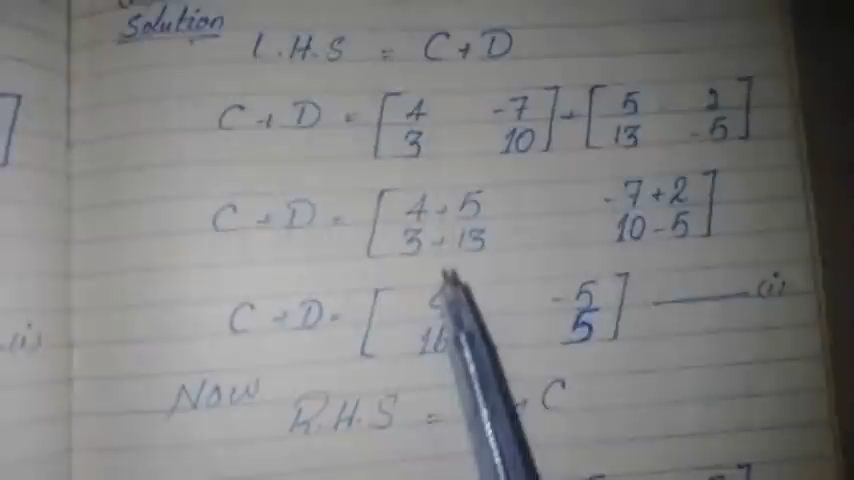 Solution
L.H.S = C+D
C+D = [4 -7] + [5 2]
[3 10] [13 -5]
C+D = [4+5 -7+2]
[3+13 10-5]
C+D = [ -5] (i)
[16 5]
(i)
Now R.H.S = + C